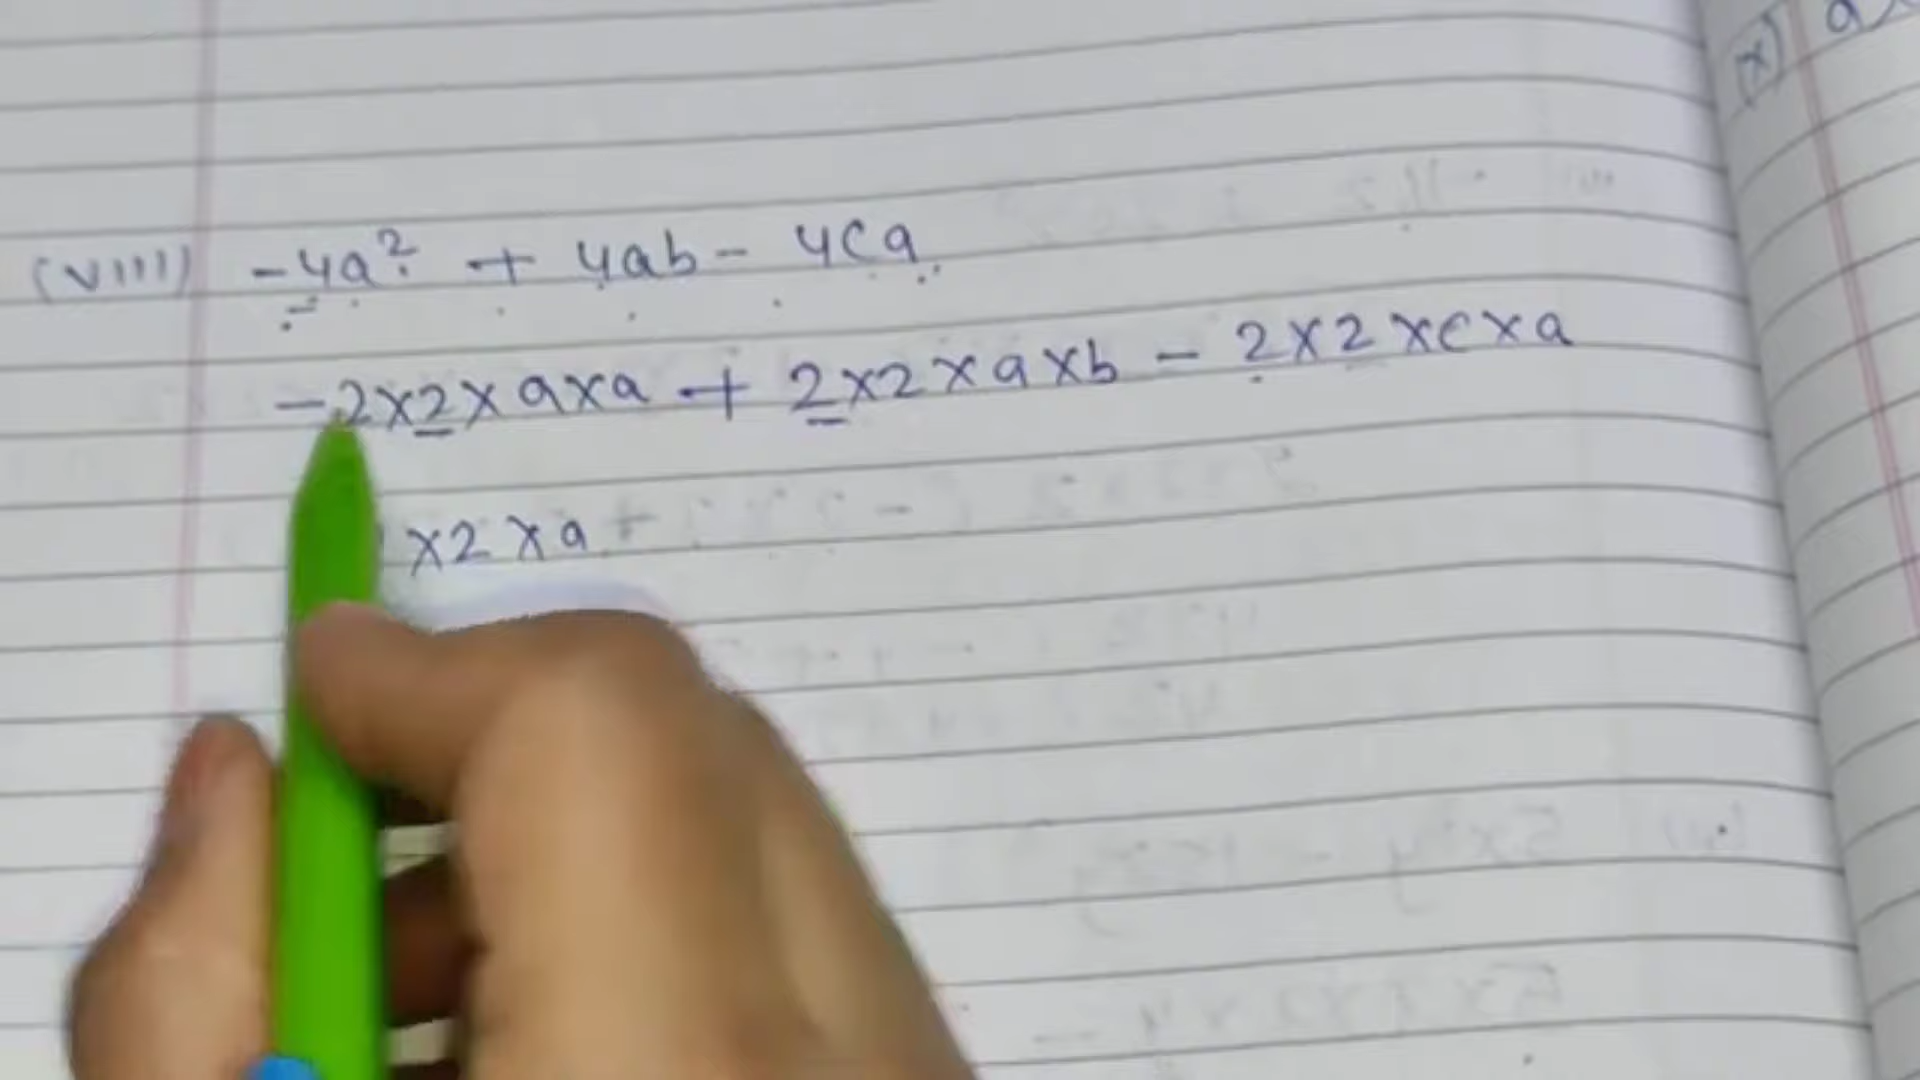 (VIII) -4a² + 4ab - 4ca
-2×2×a×a + 2×2×a×b - 2×2×c×a
×2×a
(x) a